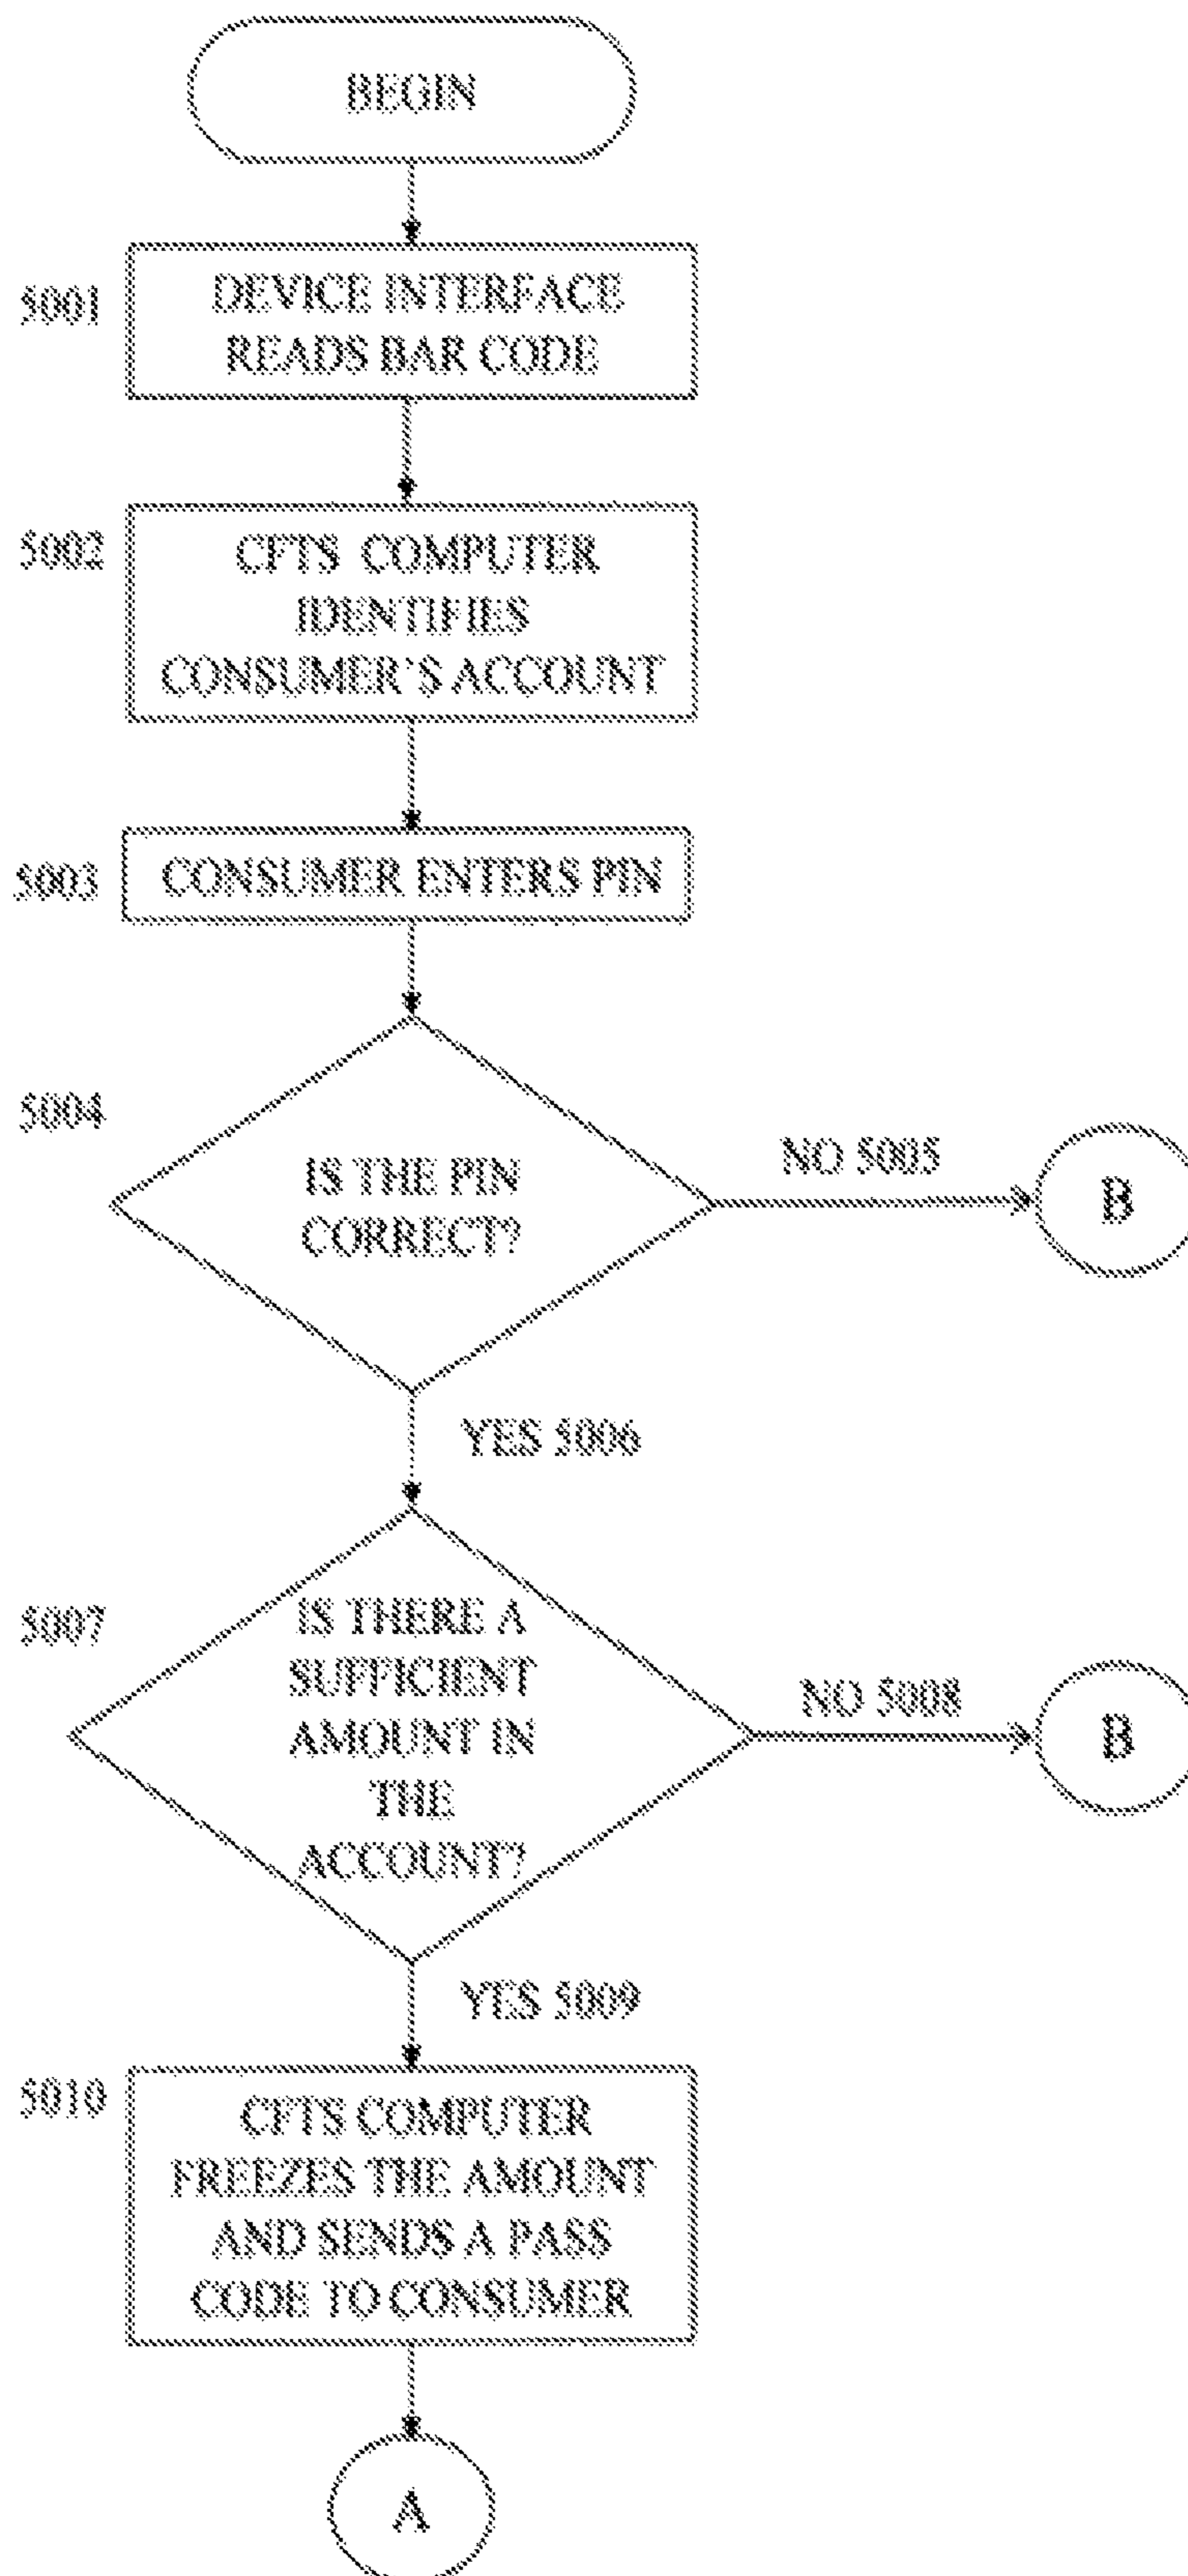 BEGIN
5001
DEVICE INTERFACE
READS BAR CODE
5002
CFTS COMPUTER
IDENTIFIES
CONSUMER'S ACCOUNT
5003
CONSUMER ENTERS PIN
5004
IS THE PIN
CORRECT?
NO 5005
B
YES 5006
5007
IS THERE A
SUFFICIENT
AMOUNT IN
THE
ACCOUNT?
NO 5008
B
YES 5009
5010
CFTS COMPUTER
FREEZES THE AMOUNT
AND SENDS A PASS
CODE TO CONSUMER
A